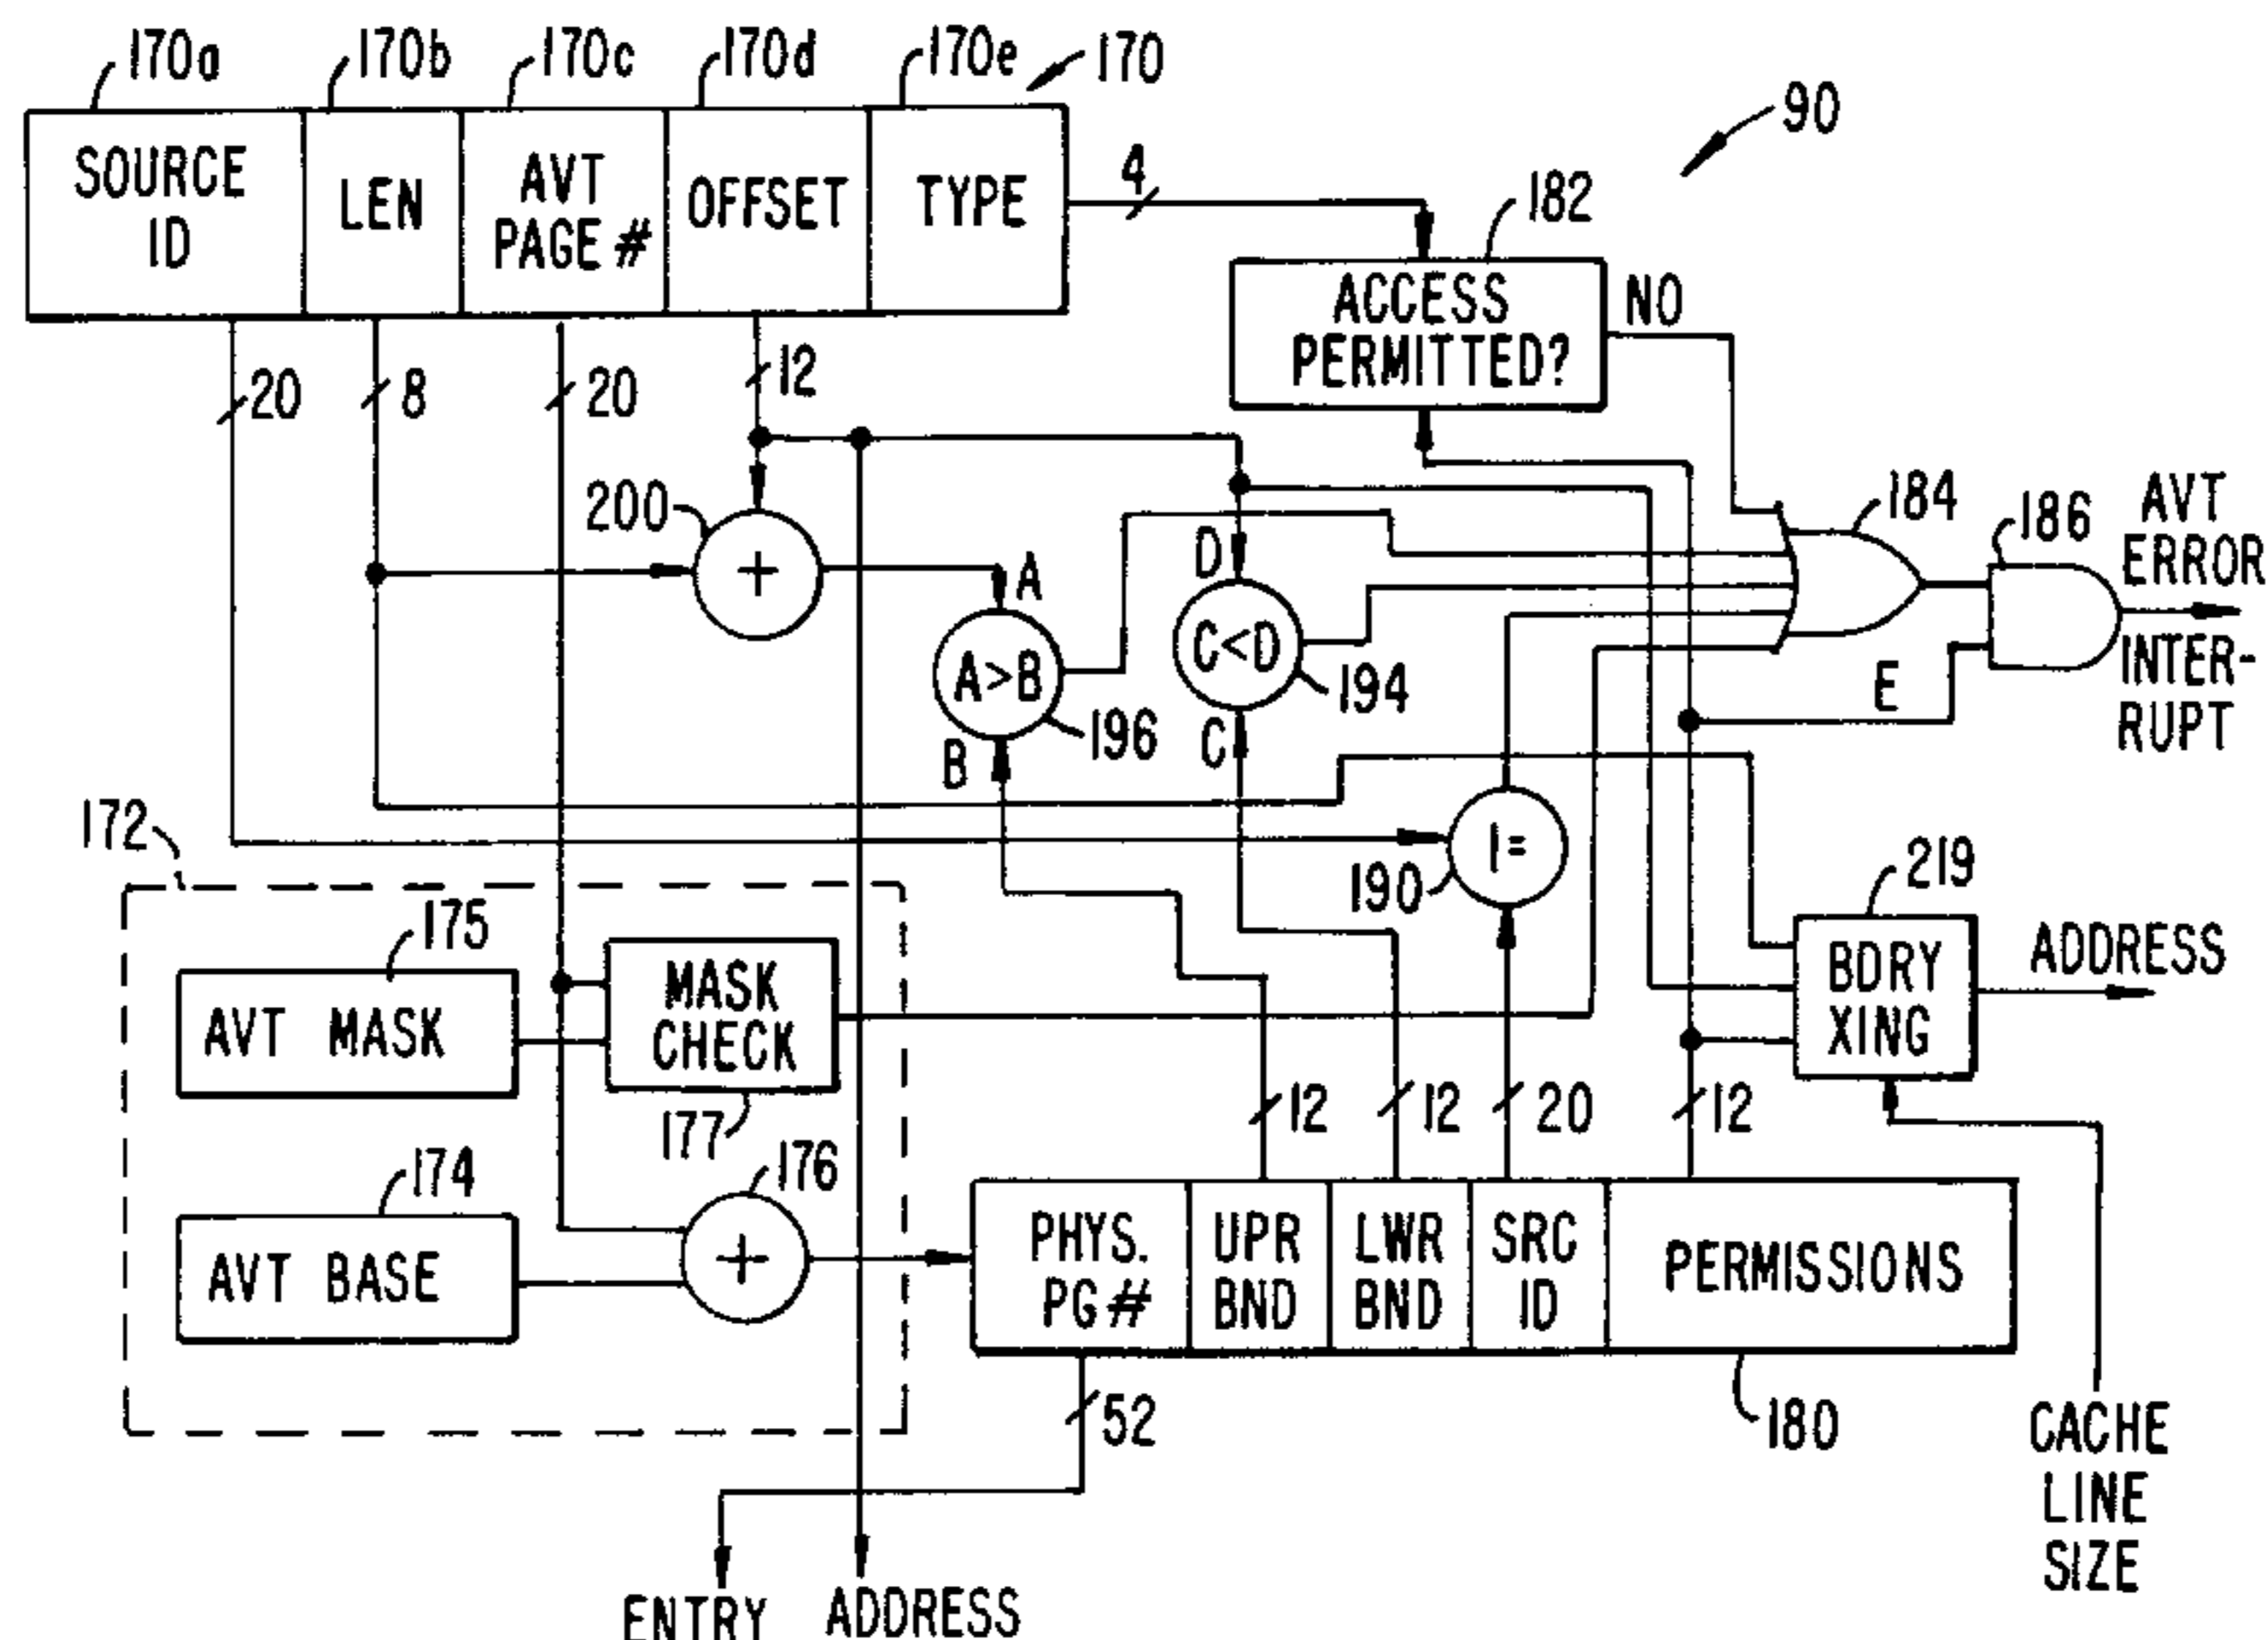 170a 170b 170c 170d 170e 170
90
SOURCE ID
LEN
AVT PAGE #
OFFSET
TYPE
4
182
ACCESS PERMITTED?
NO
20 8 20 12
200
+
A
A>B
B
196
D
C<D
C
194
184
186
E
AVT ERROR
INTER-
RUPT
!=
190
172
175
AVT MASK
MASK CHECK
177
174
AVT BASE
176
+
219
BDRY XING
ADDRESS
12 12 20 12
PHYS. PG #
UPR BND
LWR BND
SRC ID
PERMISSIONS
52
180
CACHE
LINE
SIZE
ENTRY
ADDRESS